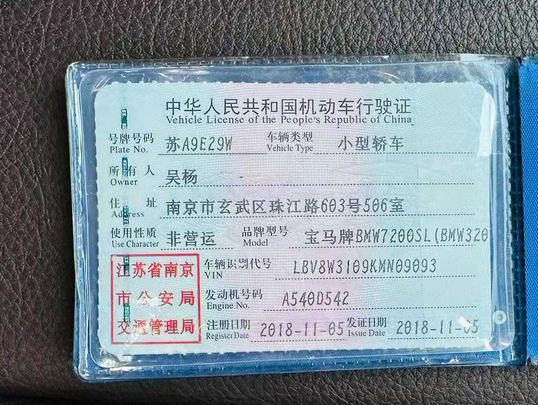 中华人民共和国机动车行驶证
Vehicle License of the People's Republic of China
号牌号码 苏A9E29W 车辆类型 小型轿车
Plate No. Vehicle Type
所有人 吴杨
Owner
住址 南京市玄武区珠江路603号506室
Address
使用性质 非营运 品牌型号 宝马牌BMW7200SL(BMW320
Use Character Model
江苏省南京
市公安局
交通管理局
车辆识别代号 LBV8W3109KMN09093
VIN
发动机号码 A540D542
Engine No.
注册日期 2018-11-05 发证日期 2018-11-05
Register Date Issue Date